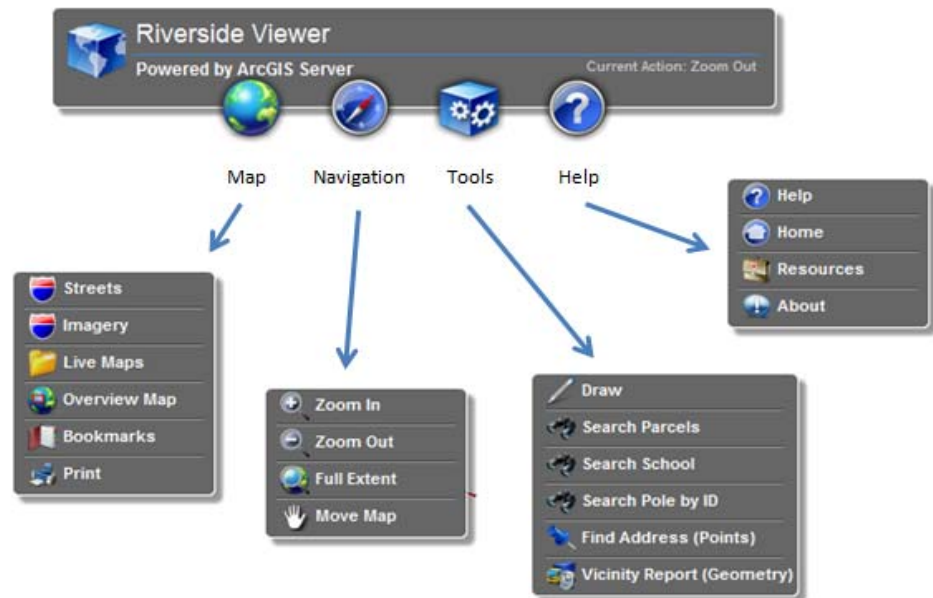 Riverside Viewer
Powered by ArcGIS Server
Current Action: Zoom Out
Map
Navigation
Tools
Help
Streets
Imagery
Live Maps
Overview Map
Bookmarks
Print
Zoom In
Zoom Out
Full Extent
Move Map
Draw
Search Parcels
Search School
Search Pole by ID
Find Address (Points)
Vicinity Report (Geometry)
Help
Home
Resources
About